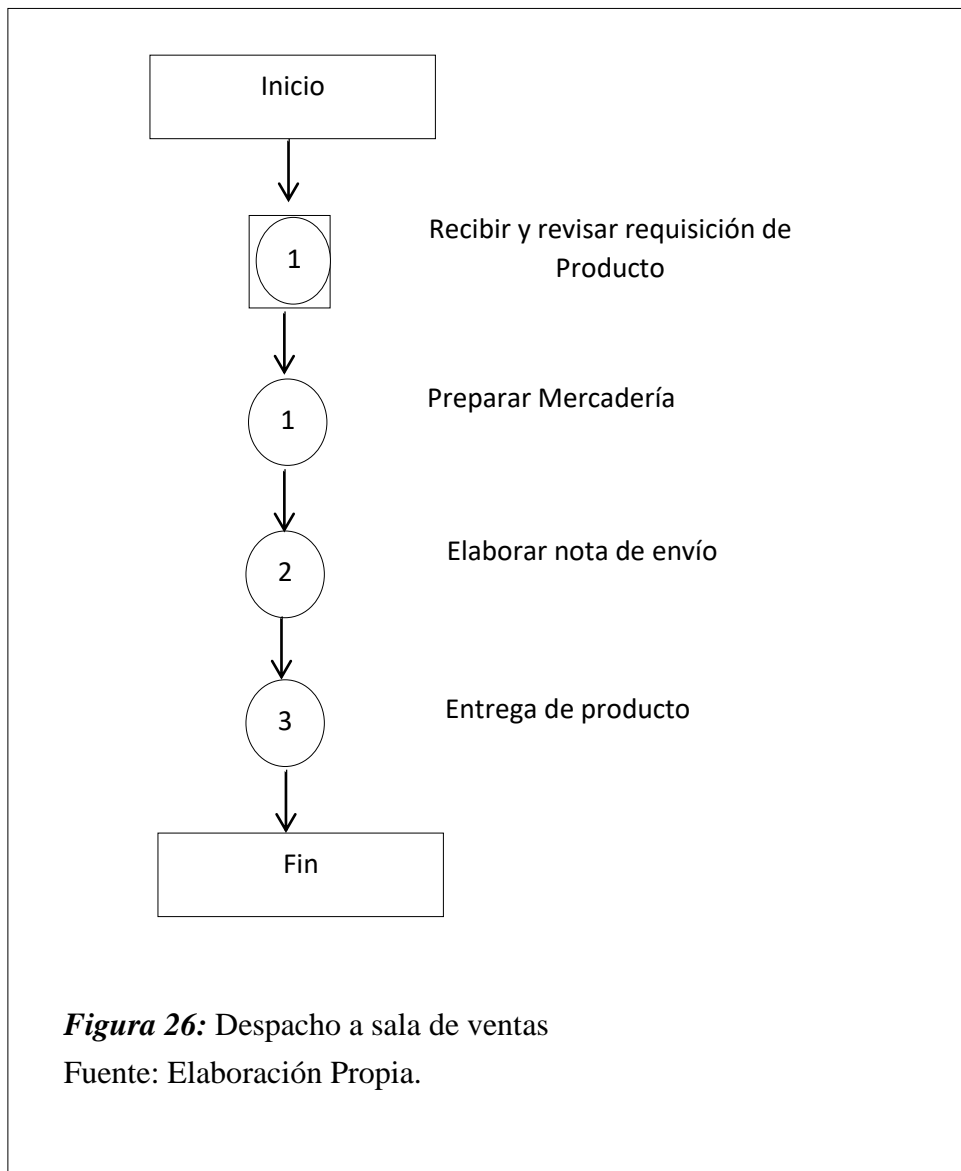 Inicio
1
Recibir y revisar requisición de
Producto
1
Preparar Mercadería
2
Elaborar nota de envío
3
Entrega de producto
Fin
Figura 26: Despacho a sala de ventas
Fuente: Elaboración Propia.